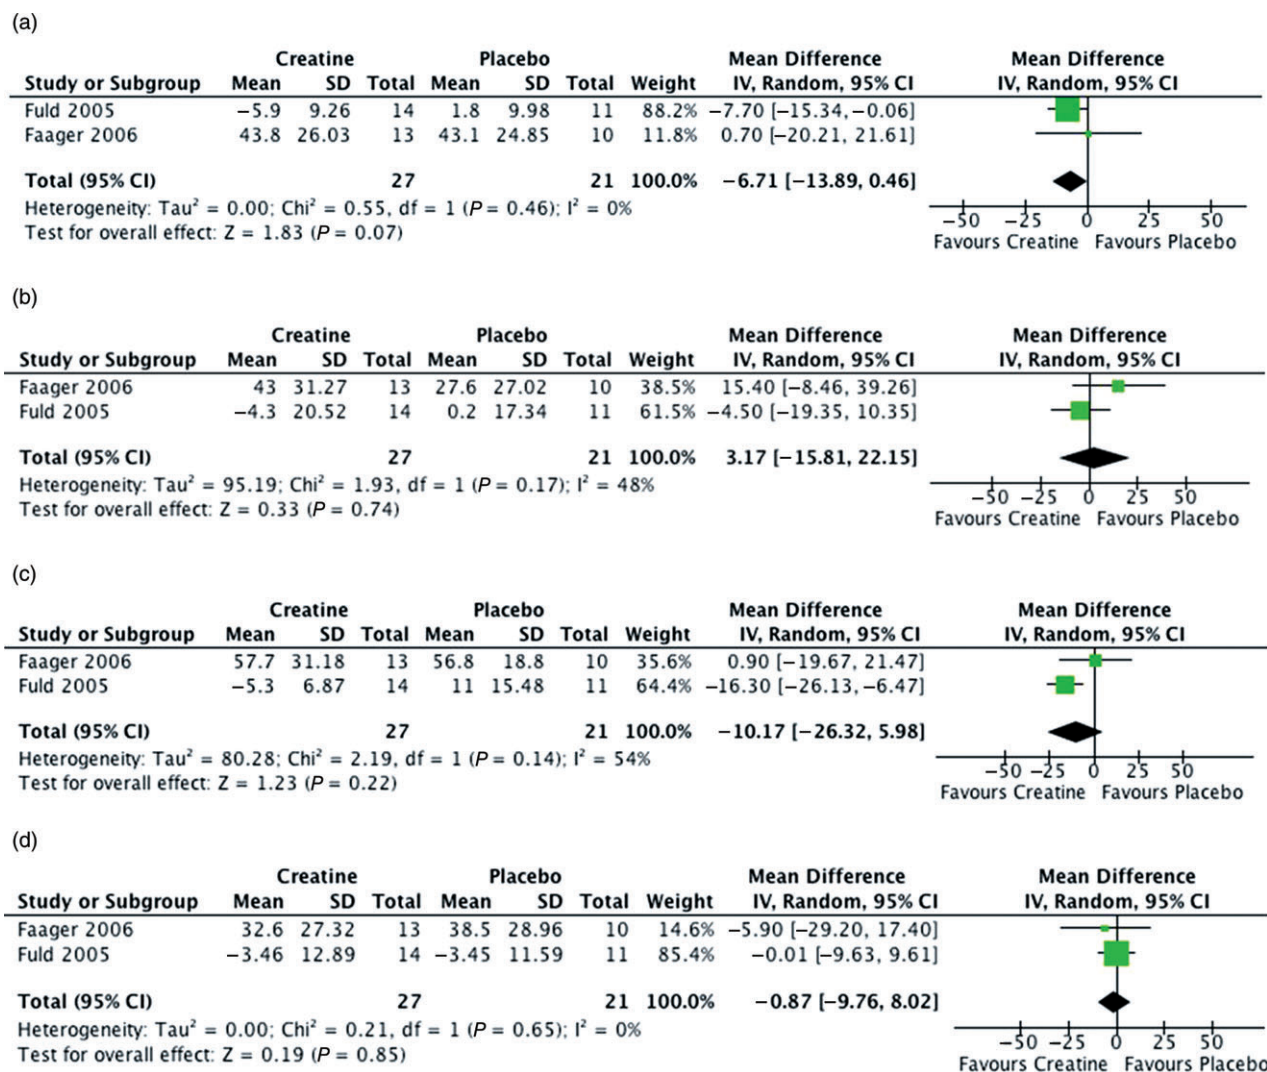 (a)
Creatine Placebo Mean Difference Mean Difference
Study or Subgroup Mean SD Total Mean SD Total Weight IV, Random, 95% CI IV, Random, 95% CI
Fuld 2005 −5.9 9.26 14 1.8 9.98 11 88.2% −7.70 [−15.34, −0.06]
Faager 2006 43.8 26.03 13 43.1 24.85 10 11.8% 0.70 [−20.21, 21.61]
Total (95% CI) 27 21 100.0% −6.71 [−13.89, 0.46]
Heterogeneity: Tau² = 0.00; Chi² = 0.55, df = 1 (P = 0.46); I² = 0%
Test for overall effect: Z = 1.83 (P = 0.07)
−50 −25 0 25 50
Favours Creatine Favours Placebo
(b)
Creatine Placebo Mean Difference Mean Difference
Study or Subgroup Mean SD Total Mean SD Total Weight IV, Random, 95% CI IV, Random, 95% CI
Faager 2006 43 31.27 13 27.6 27.02 10 38.5% 15.40 [−8.46, 39.26]
Fuld 2005 −4.3 20.52 14 0.2 17.34 11 61.5% −4.50 [−19.35, 10.35]
Total (95% CI) 27 21 100.0% 3.17 [−15.81, 22.15]
Heterogeneity: Tau² = 95.19; Chi² = 1.93, df = 1 (P = 0.17); I² = 48%
Test for overall effect: Z = 0.33 (P = 0.74)
−50 −25 0 25 50
Favours Creatine Favours Placebo
(c)
Creatine Placebo Mean Difference Mean Difference
Study or Subgroup Mean SD Total Mean SD Total Weight IV, Random, 95% CI IV, Random, 95% CI
Faager 2006 57.7 31.18 13 56.8 18.8 10 35.6% 0.90 [−19.67, 21.47]
Fuld 2005 −5.3 6.87 14 11 15.48 11 64.4% −16.30 [−26.13, −6.47]
Total (95% CI) 27 21 100.0% −10.17 [−26.32, 5.98]
Heterogeneity: Tau² = 80.28; Chi² = 2.19, df = 1 (P = 0.14); I² = 54%
Test for overall effect: Z = 1.23 (P = 0.22)
−50 −25 0 25 50
Favours Creatine Favours Placebo
(d)
Creatine Placebo Mean Difference Mean Difference
Study or Subgroup Mean SD Total Mean SD Total Weight IV, Random, 95% CI IV, Random, 95% CI
Faager 2006 32.6 27.32 13 38.5 28.96 10 14.6% −5.90 [−29.20, 17.40]
Fuld 2005 −3.46 12.89 14 −3.45 11.59 11 85.4% −0.01 [−9.63, 9.61]
Total (95% CI) 27 21 100.0% −0.87 [−9.76, 8.02]
Heterogeneity: Tau² = 0.00; Chi² = 0.21, df = 1 (P = 0.65); I² = 0%
Test for overall effect: Z = 0.19 (P = 0.85)
−50 −25 0 25 50
Favours Creatine Favours Placebo